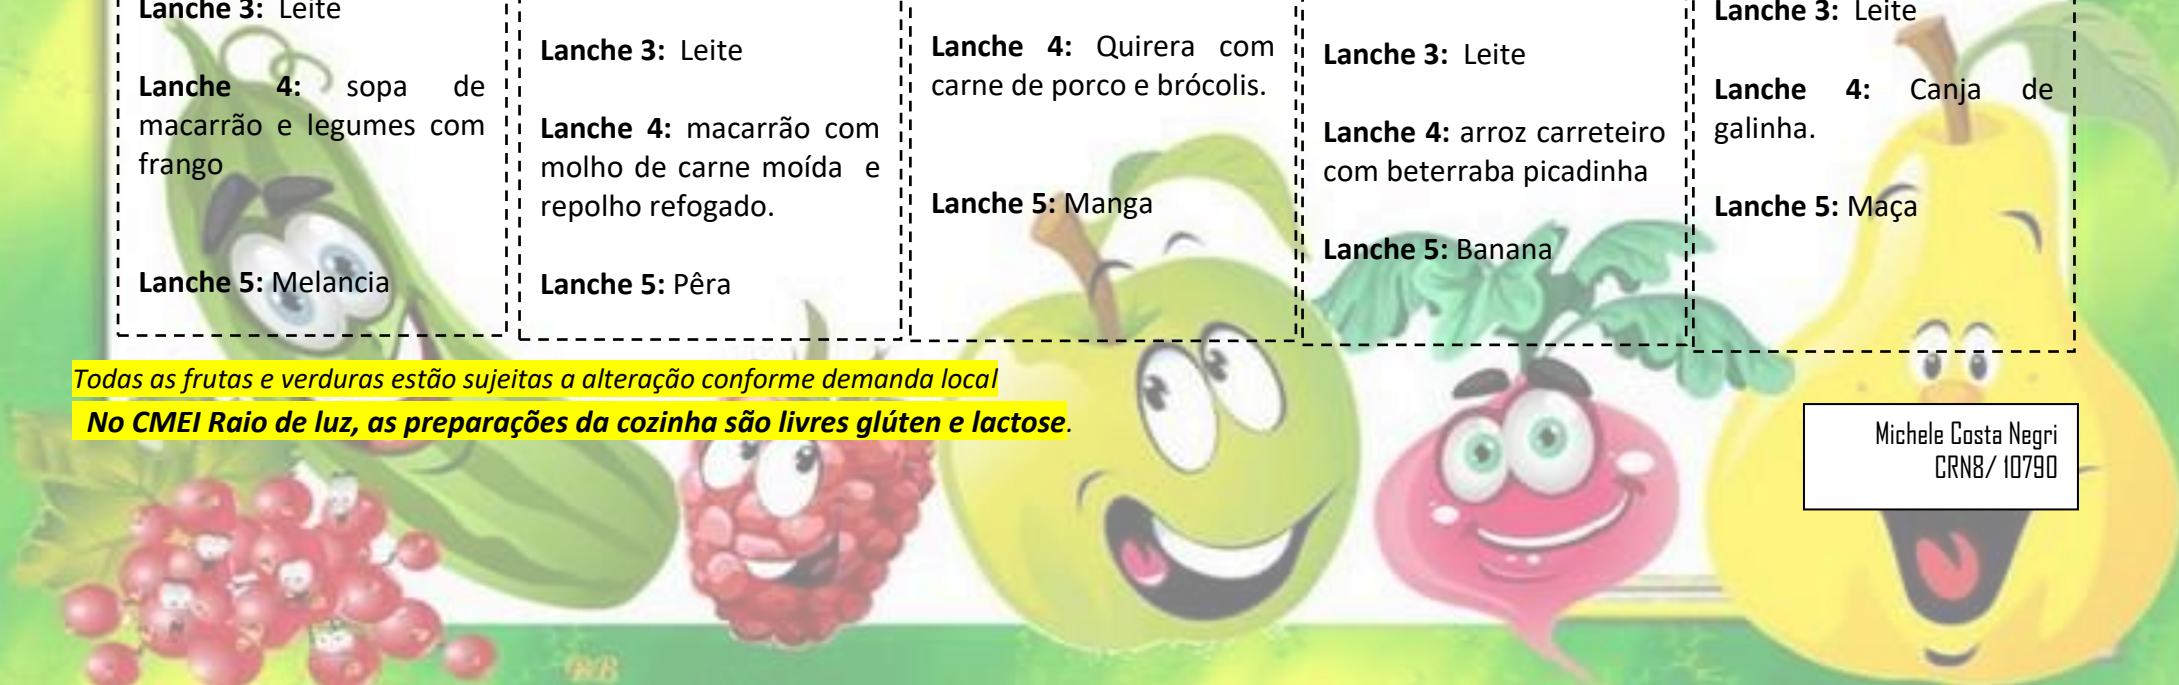 Lanche 3: Leite
Lanche 4: sopa de
macarrão e legumes com
frango
Lanche 5: Melancia
Lanche 3: Leite
Lanche 4: macarrão com
molho de carne moída e
repolho refogado.
Lanche 5: Pêra
Lanche 4: Quirera com
carne de porco e brócolis.
Lanche 5: Manga
Lanche 3: Leite
Lanche 4: arroz carreteiro
com beterraba picadinha
Lanche 5: Banana
Lanche 3: Leite
Lanche 4: Canja de
galinha.
Lanche 5: Maça
Todas as frutas e verduras estão sujeitas a alteração conforme demanda local
No CMEI Raio de luz, as preparações da cozinha são livres glúten e lactose.
Michele Costa Negri
CRN8/ 10790